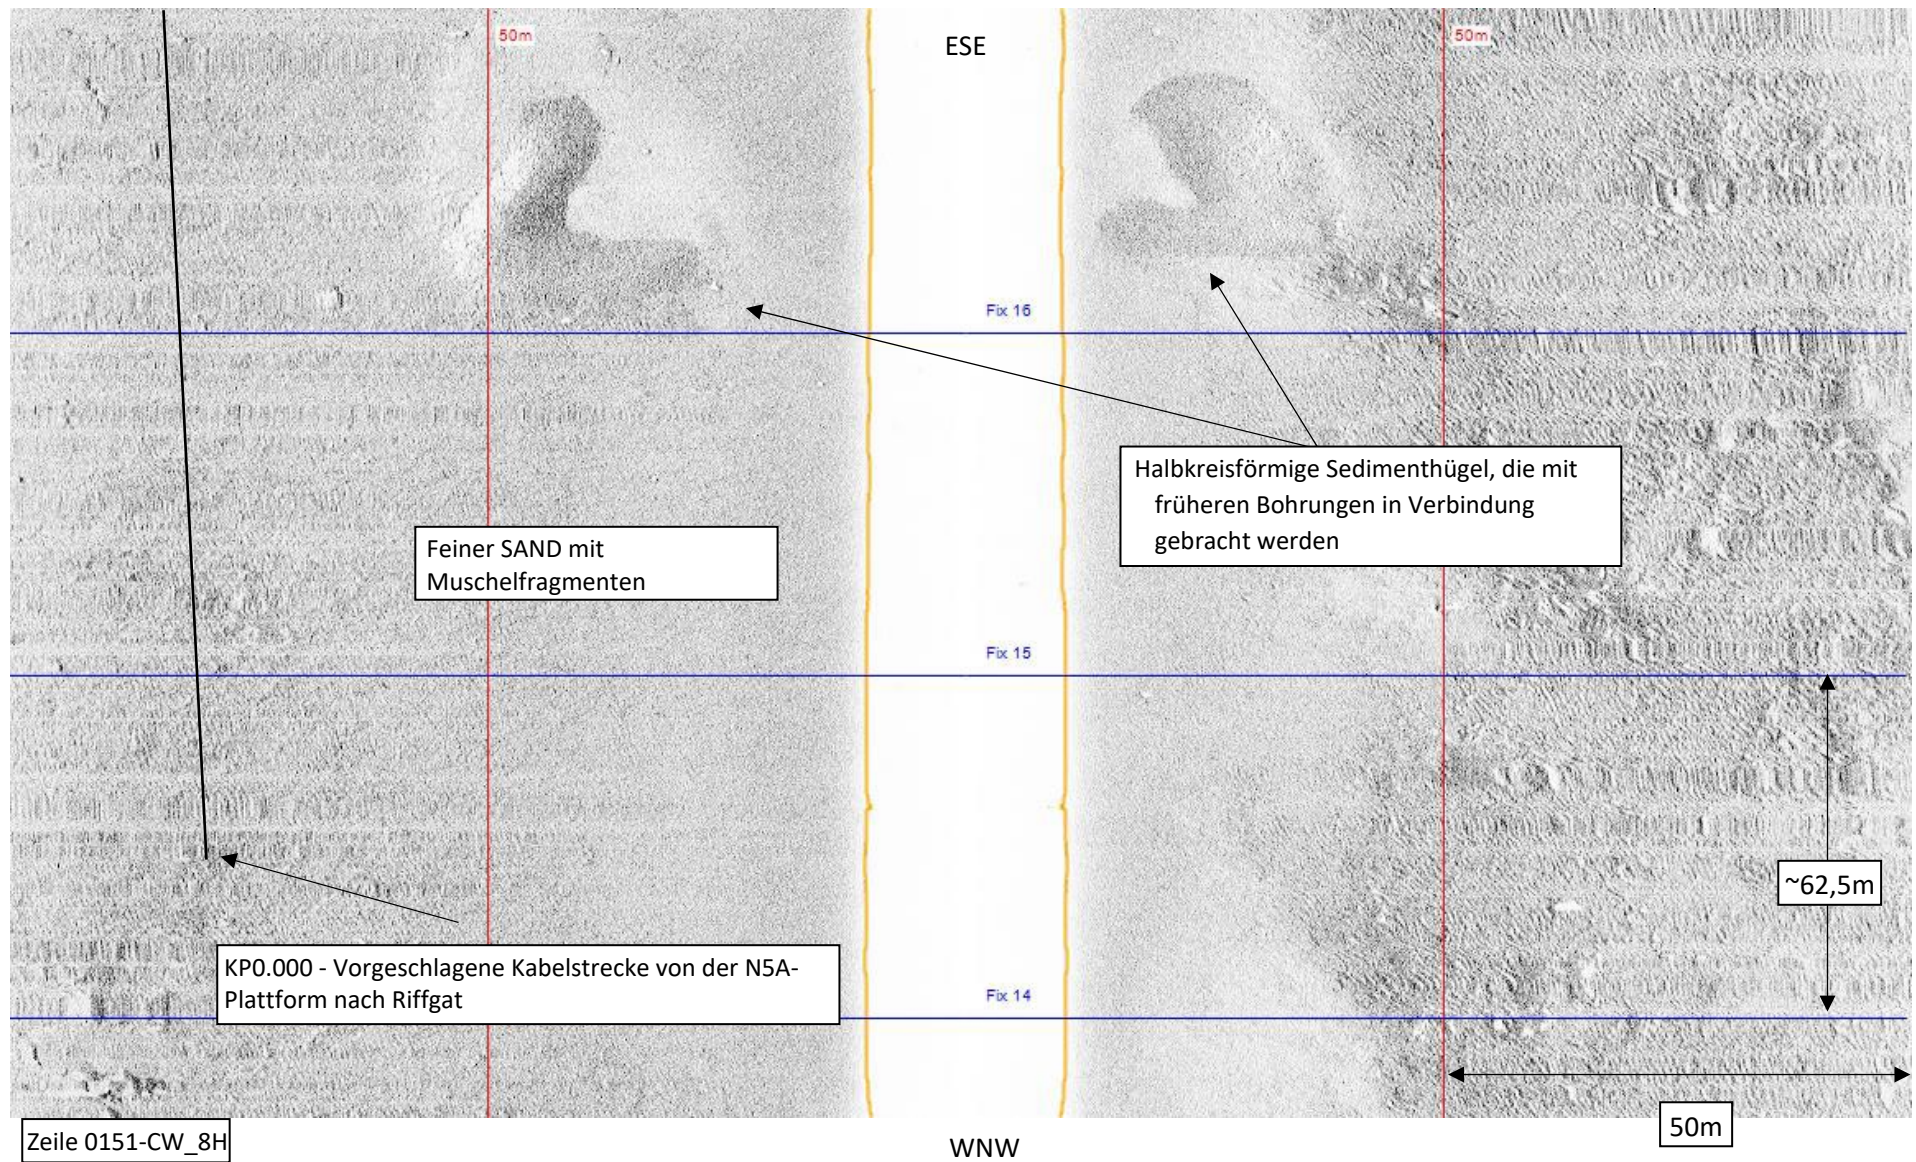 50m
ESE
50m
Fix 16
Halbkreisförmige Sedimenthügel, die mit
früheren Bohrungen in Verbindung
gebracht werden
Feiner SAND mit
Muschelfragmenten
Fix 15
~62,5m
KP0.000 - Vorgeschlagene Kabelstrecke von der N5A-
Plattform nach Riffgat
Fix 14
50m
Zeile 0151-CW_8H
WNW